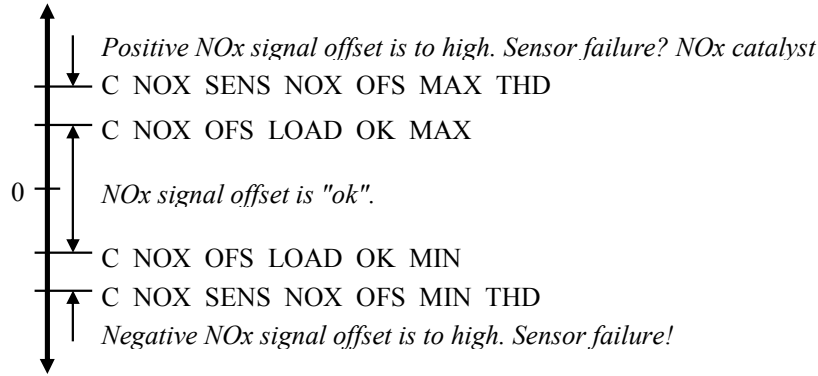 Positive NOx signal offset is to high. Sensor failure? NOx catalyst
C NOX SENS NOX OFS MAX THD
C NOX OFS LOAD OK MAX
0
NOx signal offset is "ok".
C NOX OFS LOAD OK MIN
C NOX SENS NOX OFS MIN THD
Negative NOx signal offset is to high. Sensor failure!